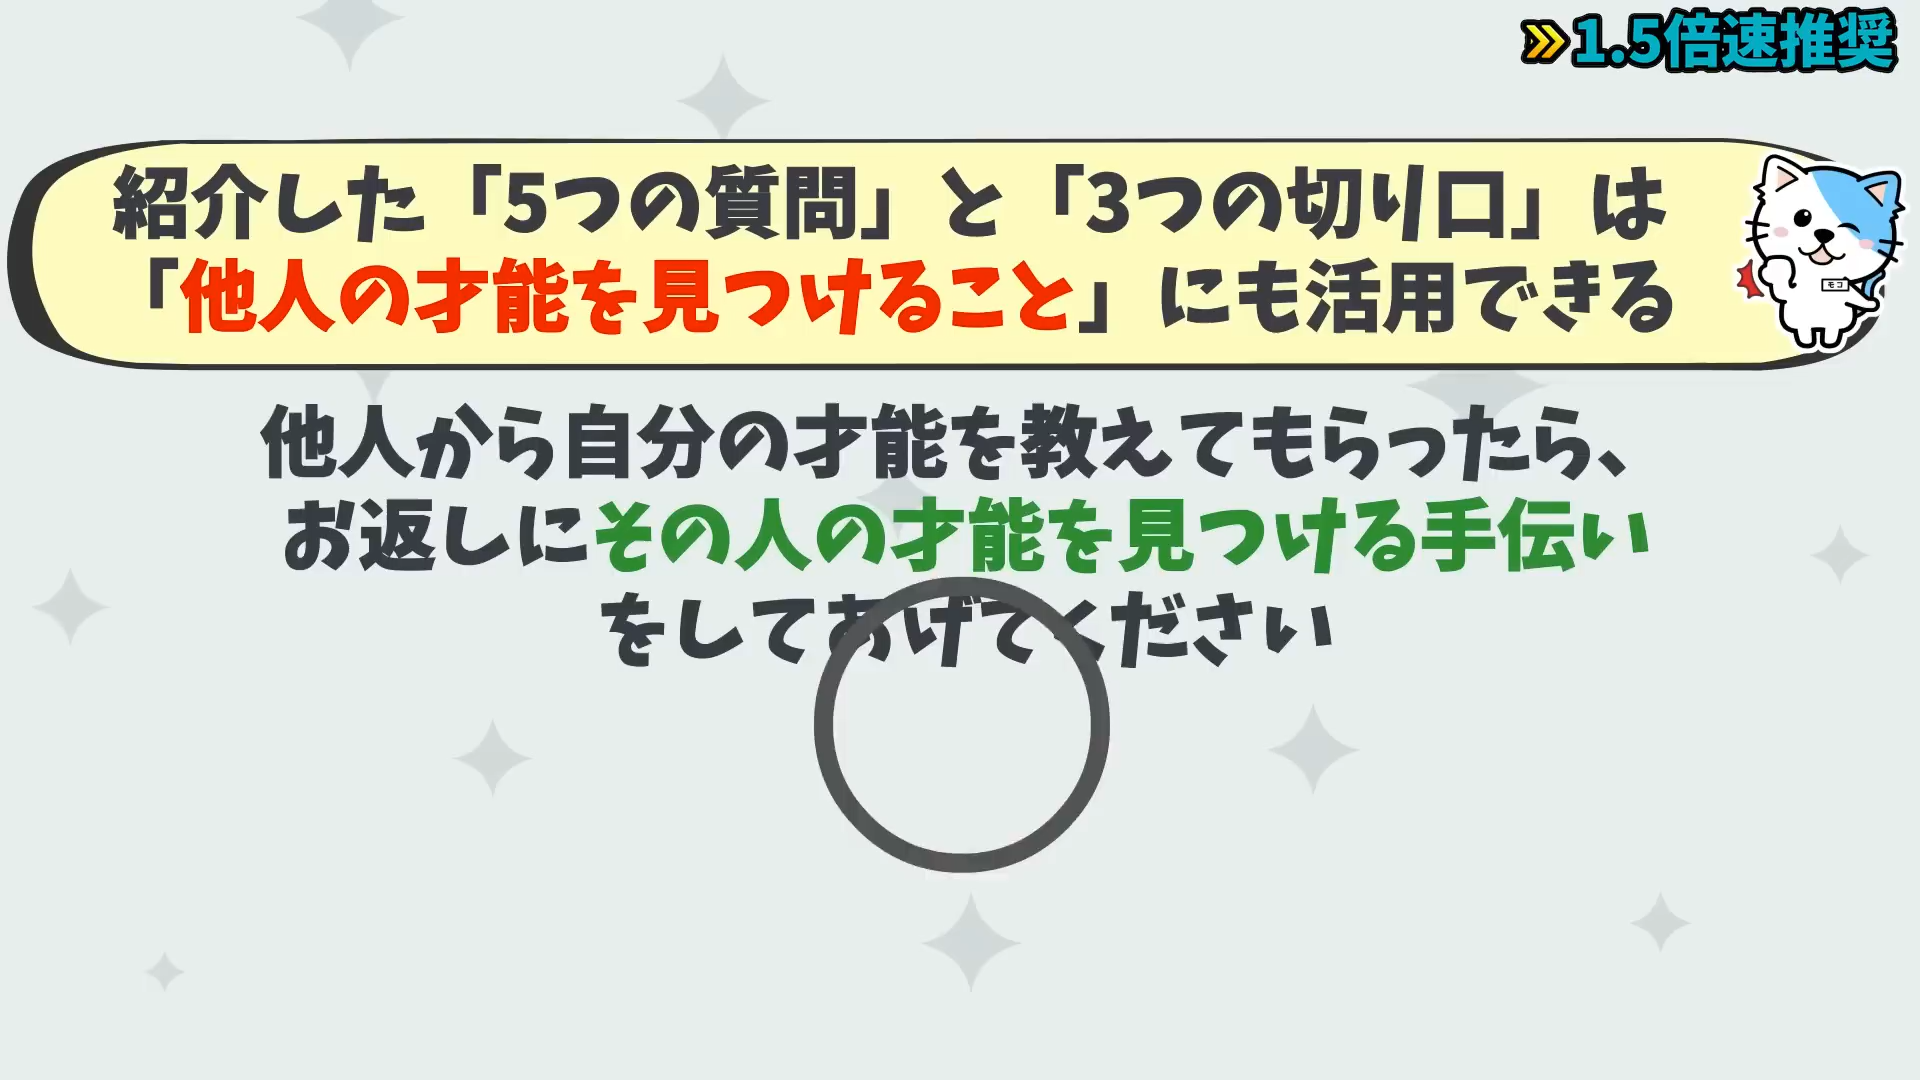 1.5倍速推奨
紹介した「5つの質問」と「3つの切り口」は
「他人の才能を見つけること」にも活用できる
モコ
他人から自分の才能を教えてもらったら、
お返しにその人の才能を見つける手伝い
をしてあげてください